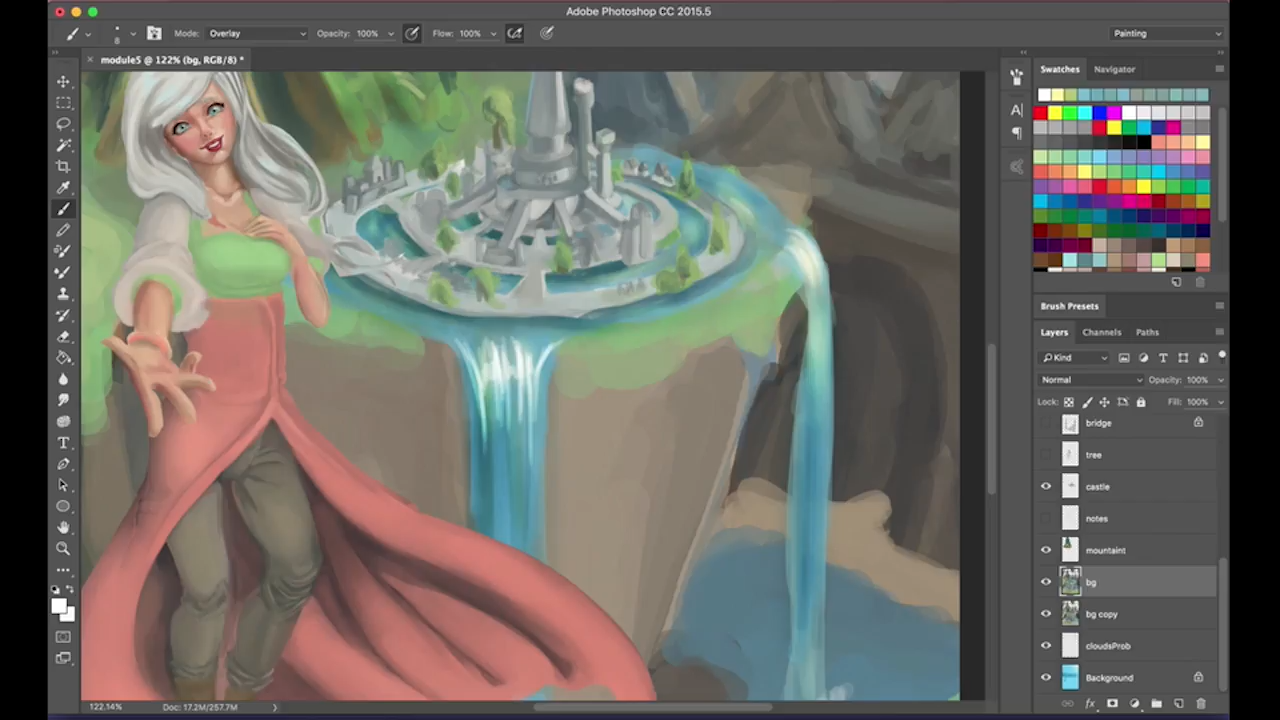 Adobe Photoshop CC 2015.5
8 Mode: Overlay Opacity: 100% Flow: 100% Painting
× module5 @ 122% (bg, RGB/8) *
Swatches Navigator
Brush Presets
Layers Channels Paths
Kind
Normal Opacity: 100%
Lock: Fill: 100%
bridge
tree
castle
notes
mountaint
bg
bg copy
cloudsProb
Background
fx
122.14% Doc: 17.2M/257.7M